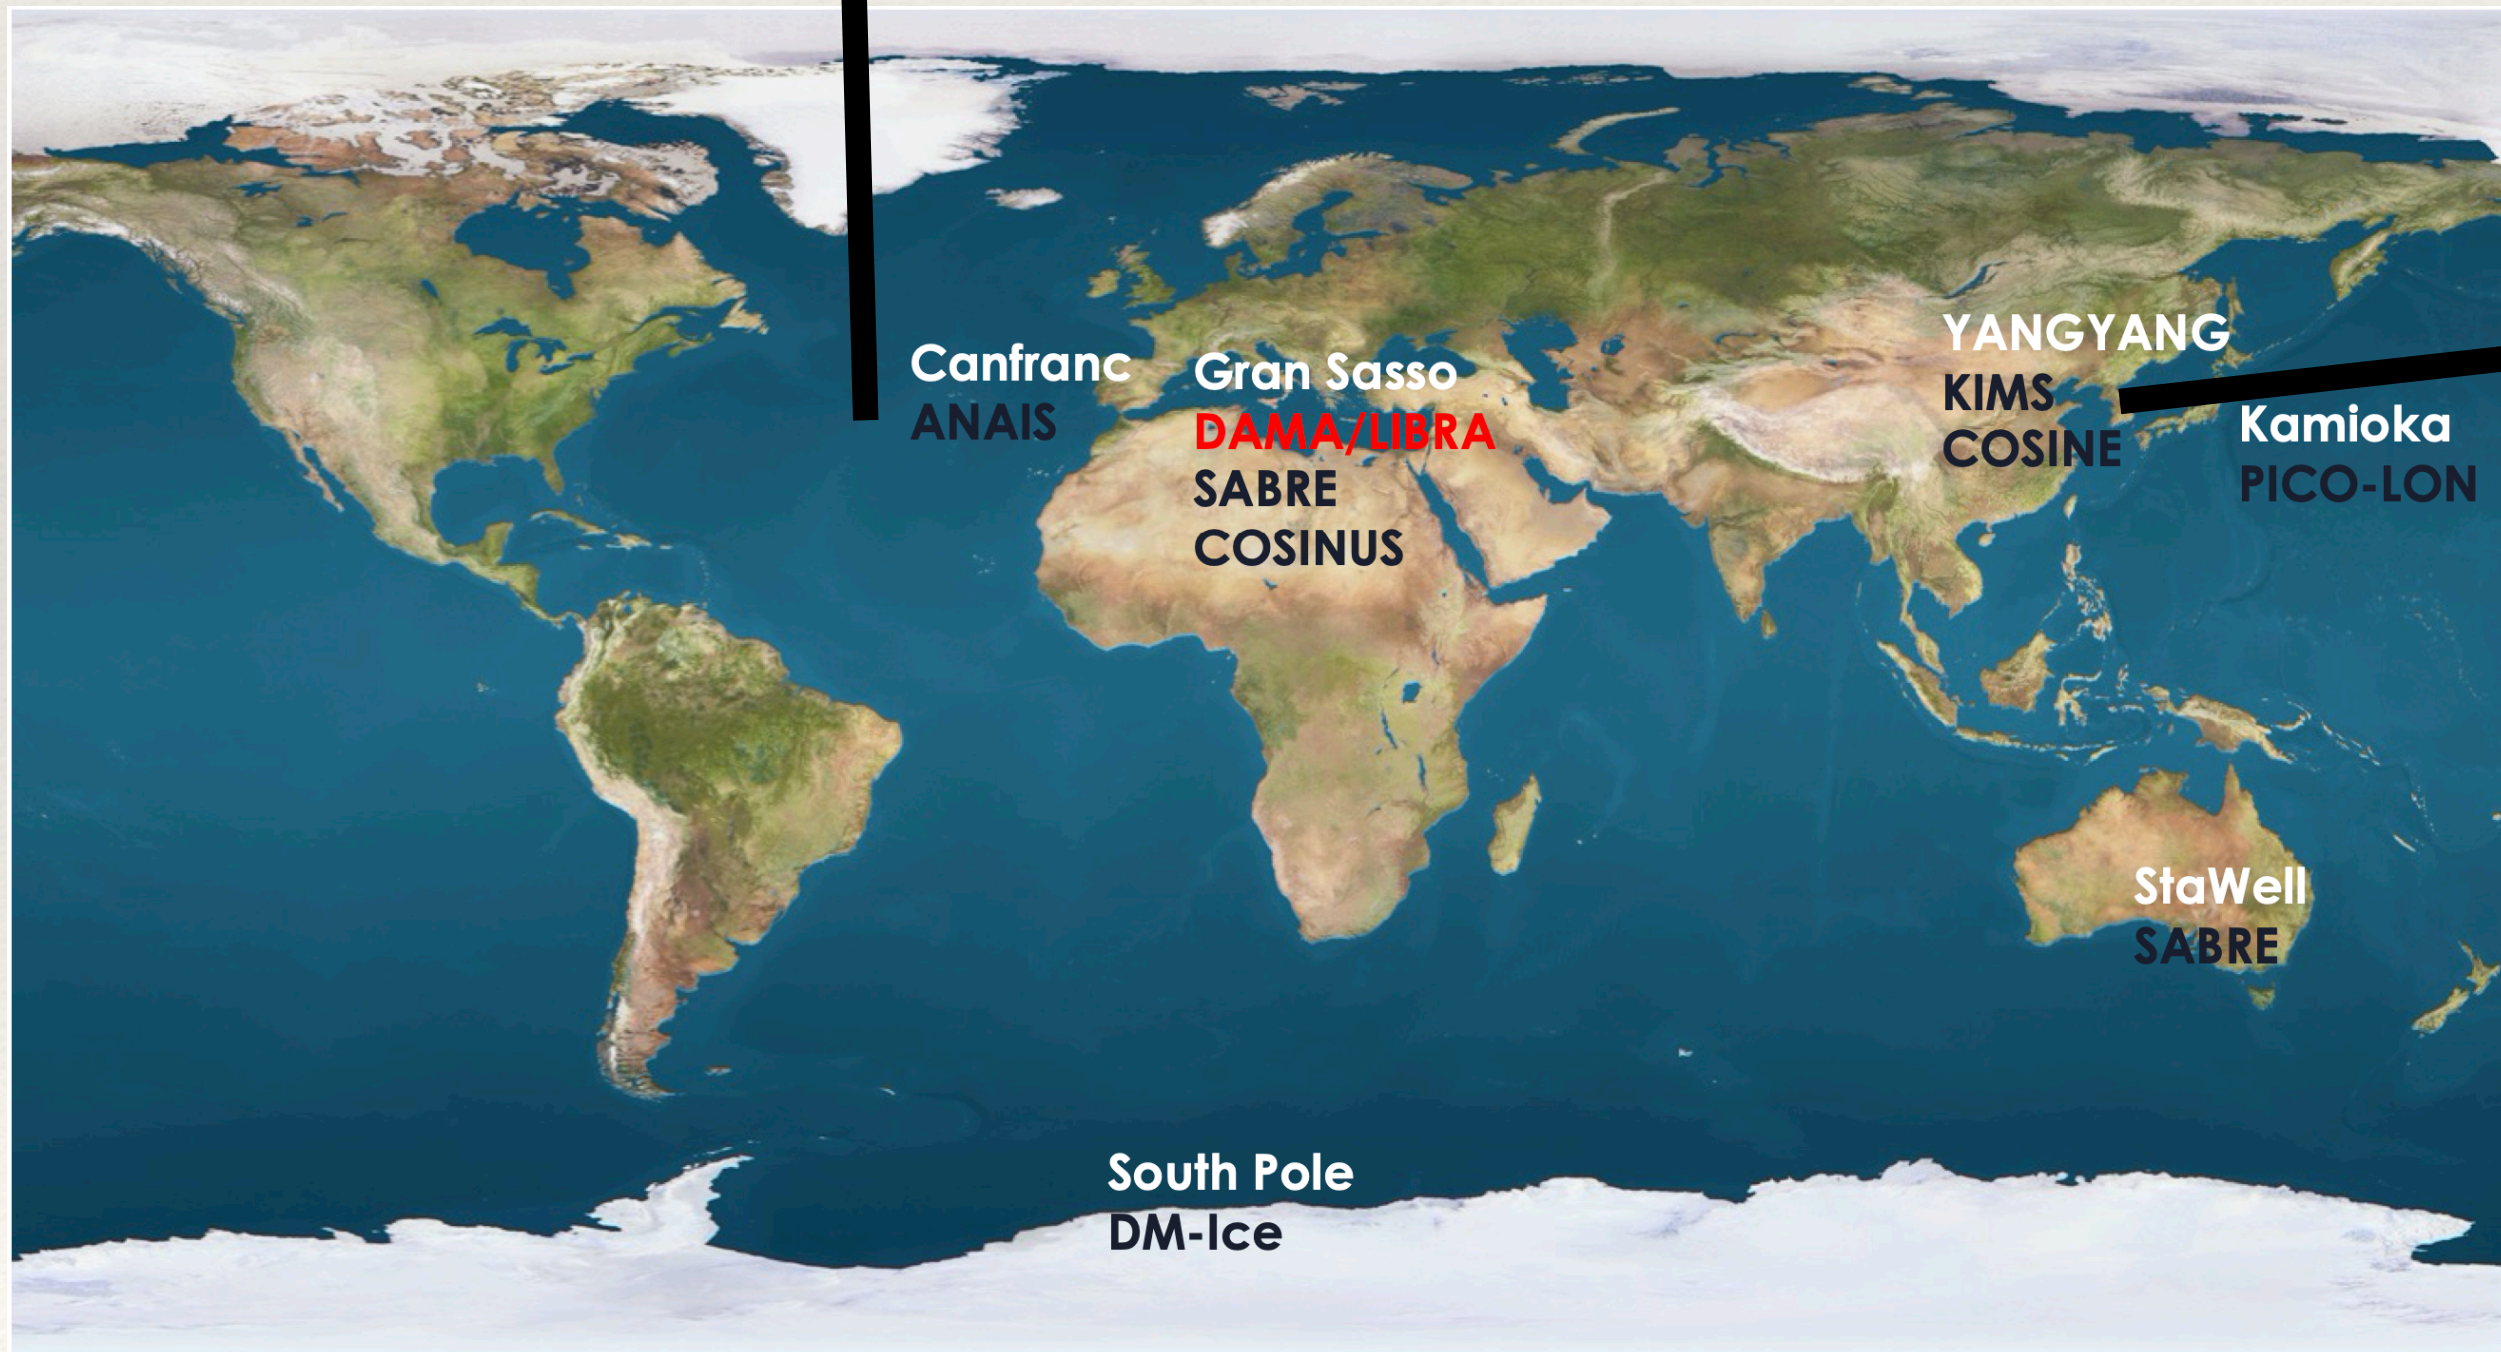 Canfranc
ANAIS
Gran Sasso
DAMA/LIBRA
SABRE
COSINUS
YANGYANG
KIMS
COSINE
Kamioka
PICO-LON
StaWell
SABRE
South Pole
DM-Ice